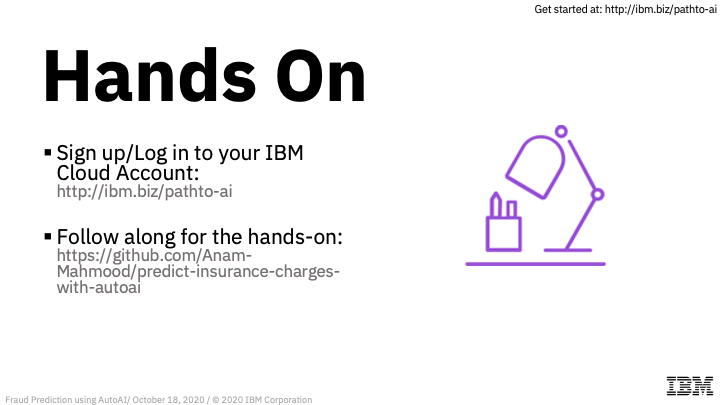 Get started at: http://ibm.biz/pathto-ai
Hands On
▪ Sign up/Log in to your IBM
Cloud Account:
http://ibm.biz/pathto-ai
▪ Follow along for the hands-on:
https://github.com/Anam-
Mahmood/predict-insurance-charges-
with-autoai
IBM
Fraud Prediction using AutoAI/ October 18, 2020 / © 2020 IBM Corporation